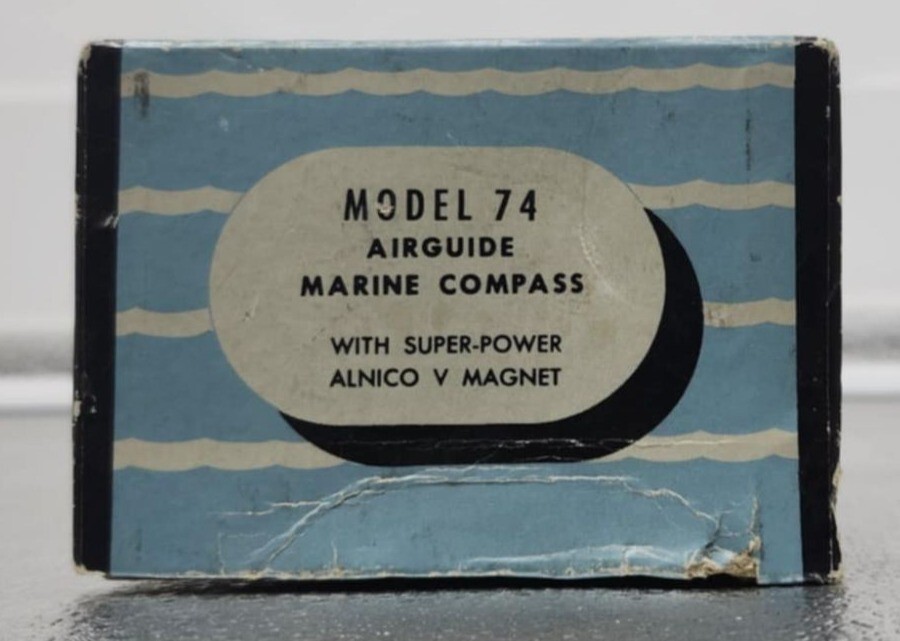 MODEL 74
AIRGUIDE
MARINE COMPASS
WITH SUPER-POWER
ALNICO V MAGNET